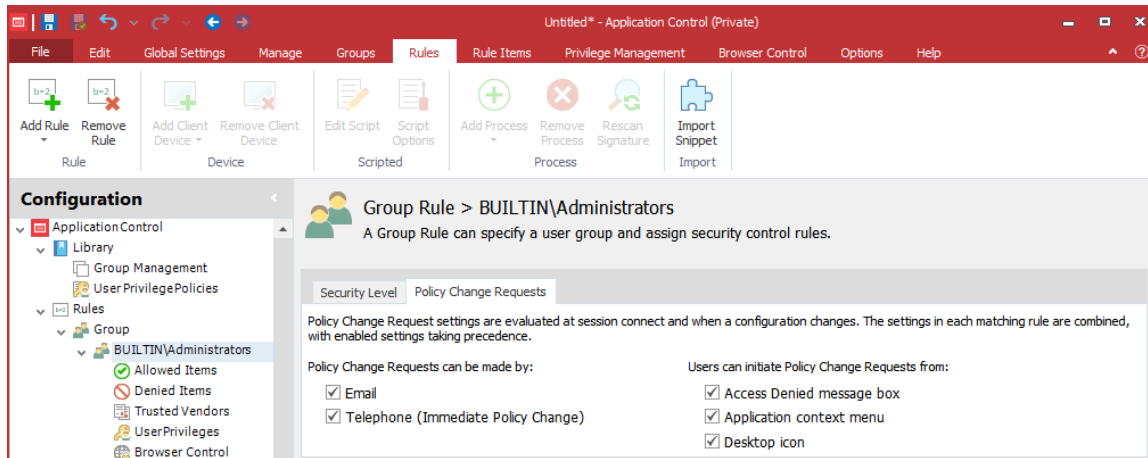 Untitled* - Application Control (Private)
File Edit Global Settings Manage Groups Rules Rule Items Privilege Management Browser Control Options Help
b=2 b=2
Add Rule Remove Rule Add Client Device Remove Client Device Edit Script Script Options Add Process Remove Process Rescan Signature Import Snippet
Rule Device Scripted Process Import
Configuration
Application Control
Library
Group Management
User Privilege Policies
Rules
Group
BUILTIN\Administrators
Allowed Items
Denied Items
Trusted Vendors
User Privileges
Browser Control
Group Rule > BUILTIN\Administrators
A Group Rule can specify a user group and assign security control rules.
Security Level Policy Change Requests
Policy Change Request settings are evaluated at session connect and when a configuration changes. The settings in each matching rule are combined,
with enabled settings taking precedence.
Policy Change Requests can be made by:
Email
Telephone (Immediate Policy Change)
Users can initiate Policy Change Requests from:
Access Denied message box
Application context menu
Desktop icon